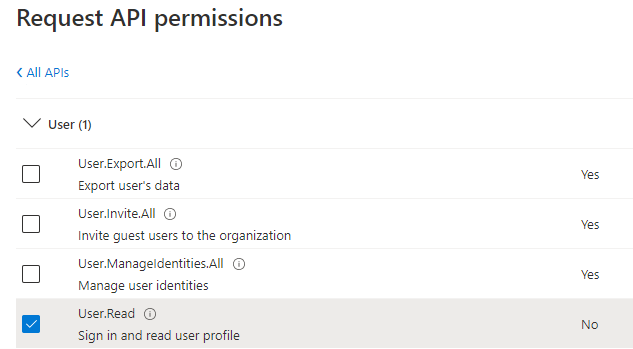 Request API permissions
All APIs
User (1)
User.Export.All
Export user's data
Yes
User.Invite.All
Invite guest users to the organization
Yes
User.ManageIdentities.All
Manage user identities
Yes
User.Read
Sign in and read user profile
No